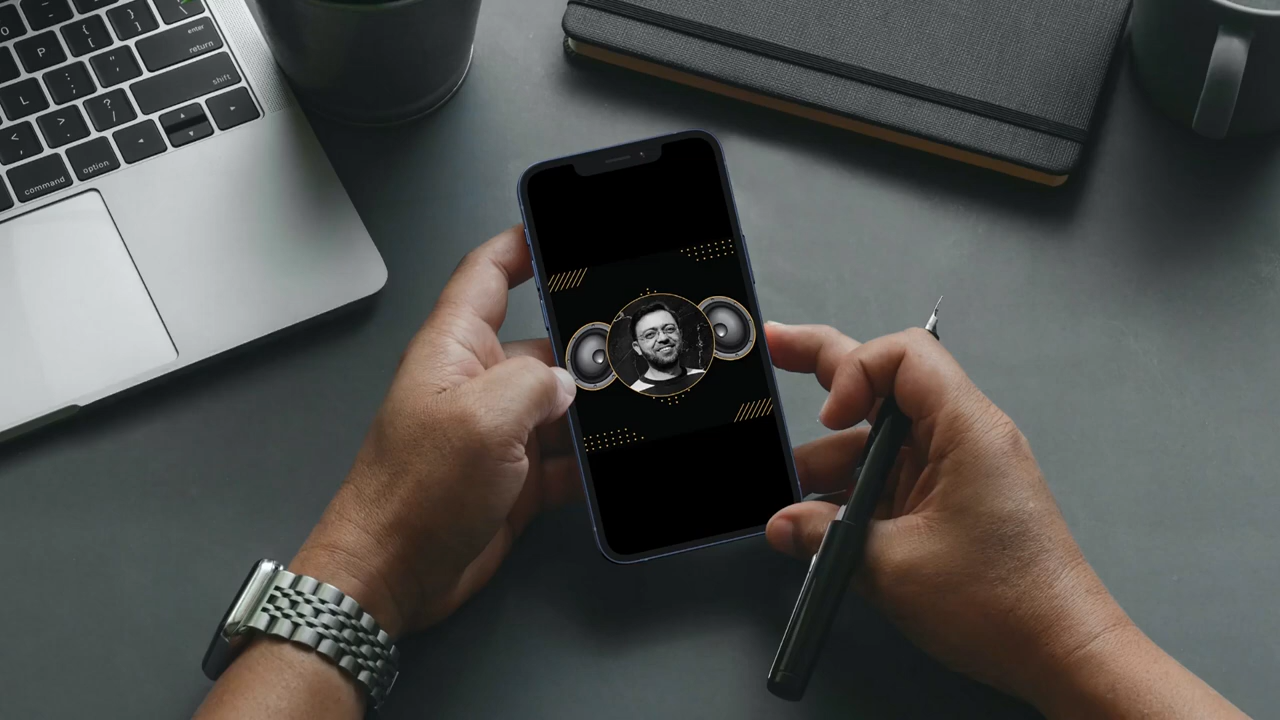 O
P
{ [
} ]
enter
return
L
: ;
" '
shift
< ,
> .
? /
command
option